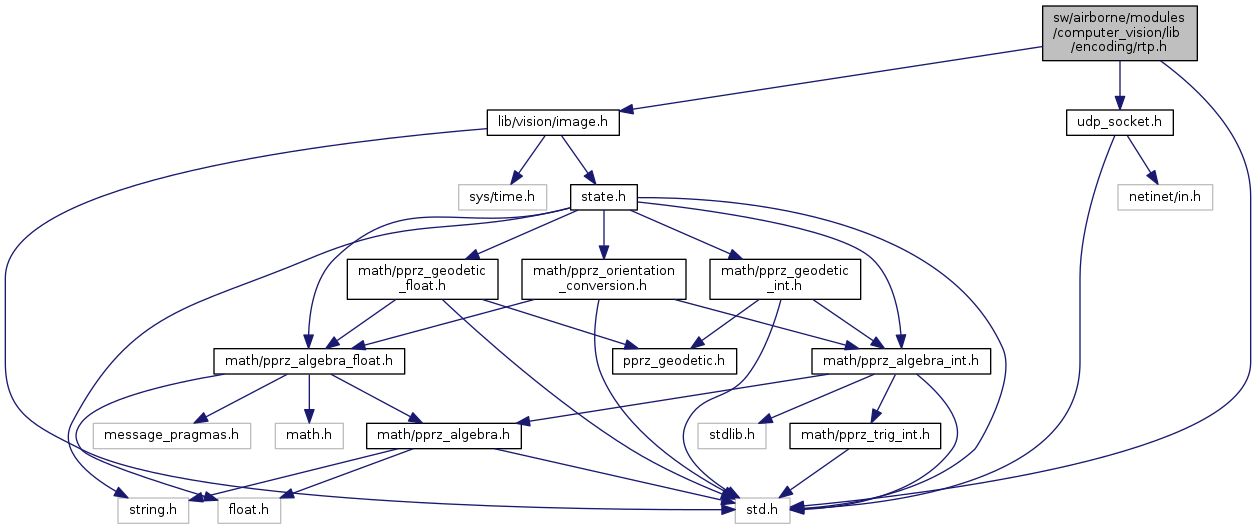 sw/airborne/modules
/computer_vision/lib
/encoding/rtp.h
lib/vision/image.h
udp_socket.h
sys/time.h
state.h
netinet/in.h
math/pprz_geodetic
_float.h
math/pprz_orientation
_conversion.h
math/pprz_geodetic
_int.h
math/pprz_algebra_float.h
pprz_geodetic.h
math/pprz_algebra_int.h
message_pragmas.h
math.h
math/pprz_algebra.h
stdlib.h
math/pprz_trig_int.h
string.h
float.h
std.h